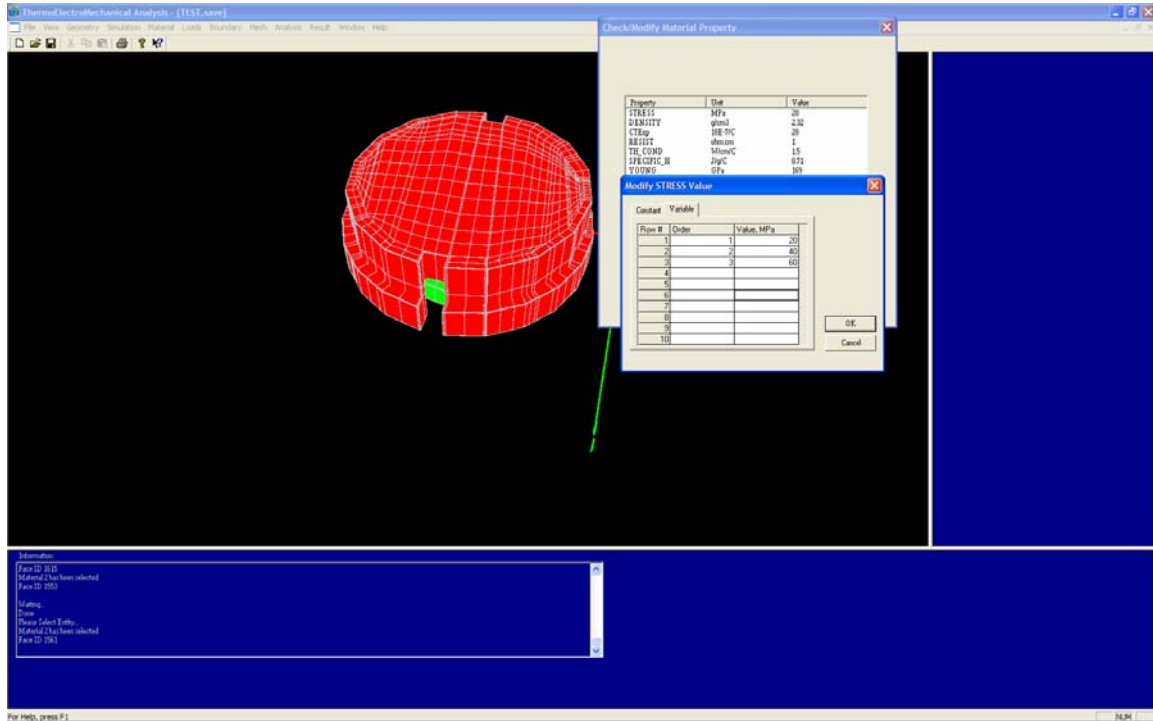 ThermoElectroMechanical Analysis - [TEST.save]
File View Geometry Simulation Material Loads Boundary Mesh Analysis Result Window Help
Check/Modify Material Property
Property Unit Value
STRESS MPa 20
DENSITY g/cm3 2.32
CTExp 10E-7/C 28
RESIST ohm.cm 1
TH_COND W/cm/C 1.5
SPECIFIC_H J/g/C 0.71
YOUNG GPa 169
Modify STRESS Value
Constant Variable
Row # Order Value, MPa
1 1 20
2 2 40
3 3 60
4
5
6
7
8
9
10
OK
Cancel
Information
Face ID 1615
Material 2 has been selected
Face ID 1553
Waiting..
Done
Please Select Entity...
Material 2 has been selected
Face ID 1561
For Help, press F1
NUM